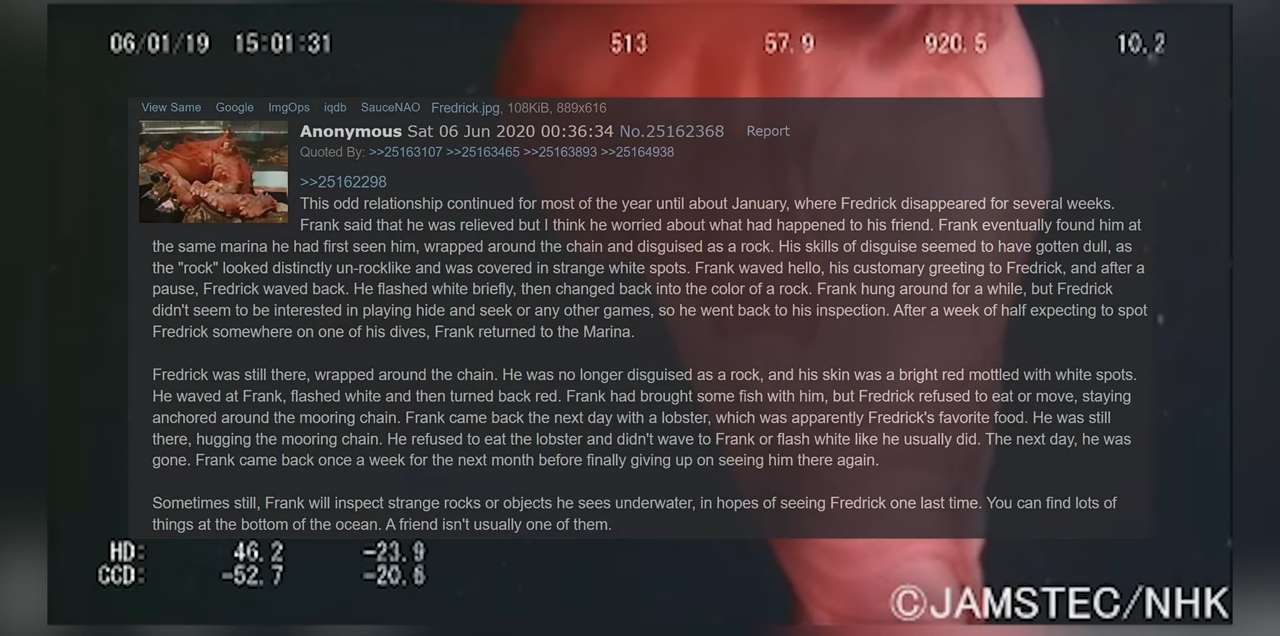 06/01/19 15:01:31 513 57.9 920.5 10.2
View Same Google ImgOps iqdb SauceNAO Fredrick.jpg, 108KiB, 889x616
Anonymous Sat 06 Jun 2020 00:36:34 No.25162368 Report
Quoted By: >>25163107 >>25163465 >>25163893 >>25164938
>>25162298
This odd relationship continued for most of the year until about January, where Fredrick disappeared for several weeks.
Frank said that he was relieved but I think he worried about what had happened to his friend. Frank eventually found him at
the same marina he had first seen him, wrapped around the chain and disguised as a rock. His skills of disguise seemed to have gotten dull, as
the "rock" looked distinctly un-rocklike and was covered in strange white spots. Frank waved hello, his customary greeting to Fredrick, and after a
pause, Fredrick waved back. He flashed white briefly, then changed back into the color of a rock. Frank hung around for a while, but Fredrick
didn't seem to be interested in playing hide and seek or any other games, so he went back to his inspection. After a week of half expecting to spot
Fredrick somewhere on one of his dives, Frank returned to the Marina.
Fredrick was still there, wrapped around the chain. He was no longer disguised as a rock, and his skin was a bright red mottled with white spots.
He waved at Frank, flashed white and then turned back red. Frank had brought some fish with him, but Fredrick refused to eat or move, staying
anchored around the mooring chain. Frank came back the next day with a lobster, which was apparently Fredrick's favorite food. He was still
there, hugging the mooring chain. He refused to eat the lobster and didn't wave to Frank or flash white like he usually did. The next day, he was
gone. Frank came back once a week for the next month before finally giving up on seeing him there again.
Sometimes still, Frank will inspect strange rocks or objects he sees underwater, in hopes of seeing Fredrick one last time. You can find lots of
things at the bottom of the ocean. A friend isn't usually one of them.
HD: 46.2 -23.9
CCD: -52.7 -20.6
©JAMSTEC/NHK